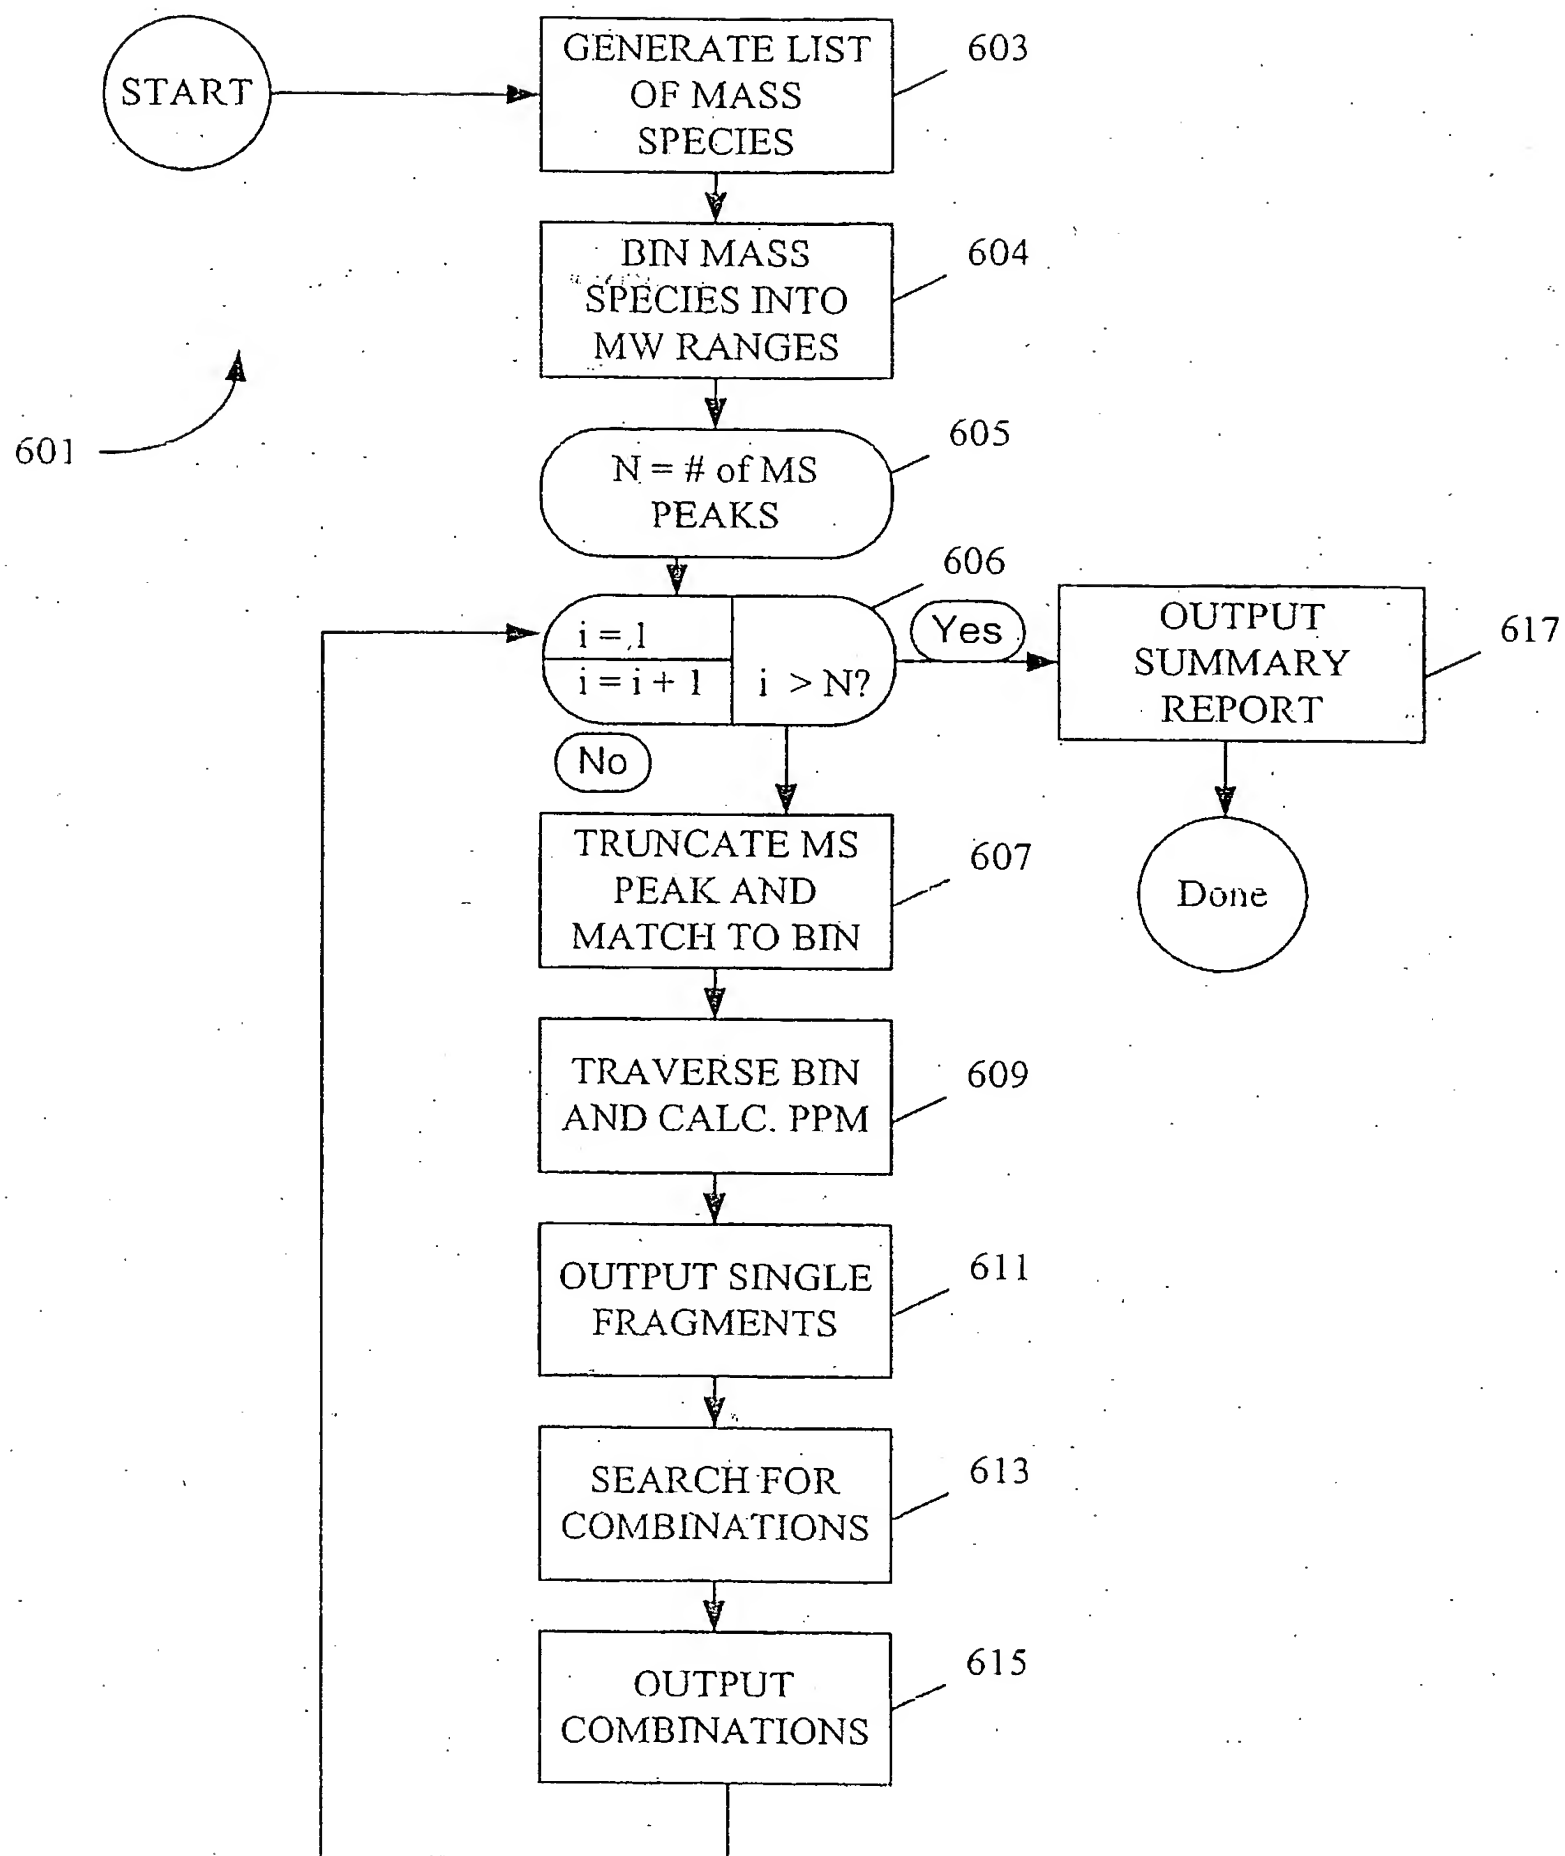 START
GENERATE LIST
OF MASS
SPECIES
603
BIN MASS
SPECIES INTO
MW RANGES
604
601
N = # of MS
PEAKS
605
606
i = 1
i = i + 1
i > N?
Yes
OUTPUT
SUMMARY
REPORT
617
No
Done
TRUNCATE MS
PEAK AND
MATCH TO BIN
607
TRAVERSE BIN
AND CALC. PPM
609
OUTPUT SINGLE
FRAGMENTS
611
SEARCH FOR
COMBINATIONS
613
OUTPUT
COMBINATIONS
615